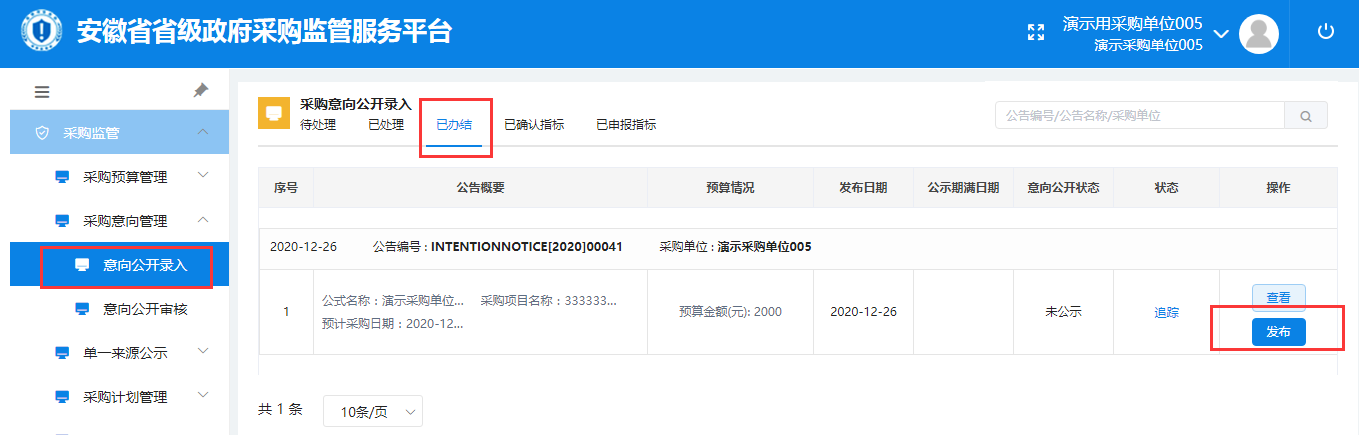 安徽省省级政府采购监管服务平台
演示用采购单位005
演示采购单位005
采购监管
采购预算管理
采购意向管理
意向公开录入
意向公开审核
单一来源公示
采购计划管理
采购意向公开录入
待处理 已处理 已办结 已确认指标 已申报指标
公告编号/公告名称/采购单位
序号 公告概要 预算情况 发布日期 公示期满日期 意向公开状态 状态 操作
2020-12-26 公告编号 : INTENTIONNOTICE[2020]00041 采购单位 : 演示采购单位005
1 公式名称：演示采购单位... 采购项目名称：333333... 预算金额(元): 2000 2020-12-26 未公示 追踪 查看
预计采购日期：2020-12... 发布
共 1 条 10条/页